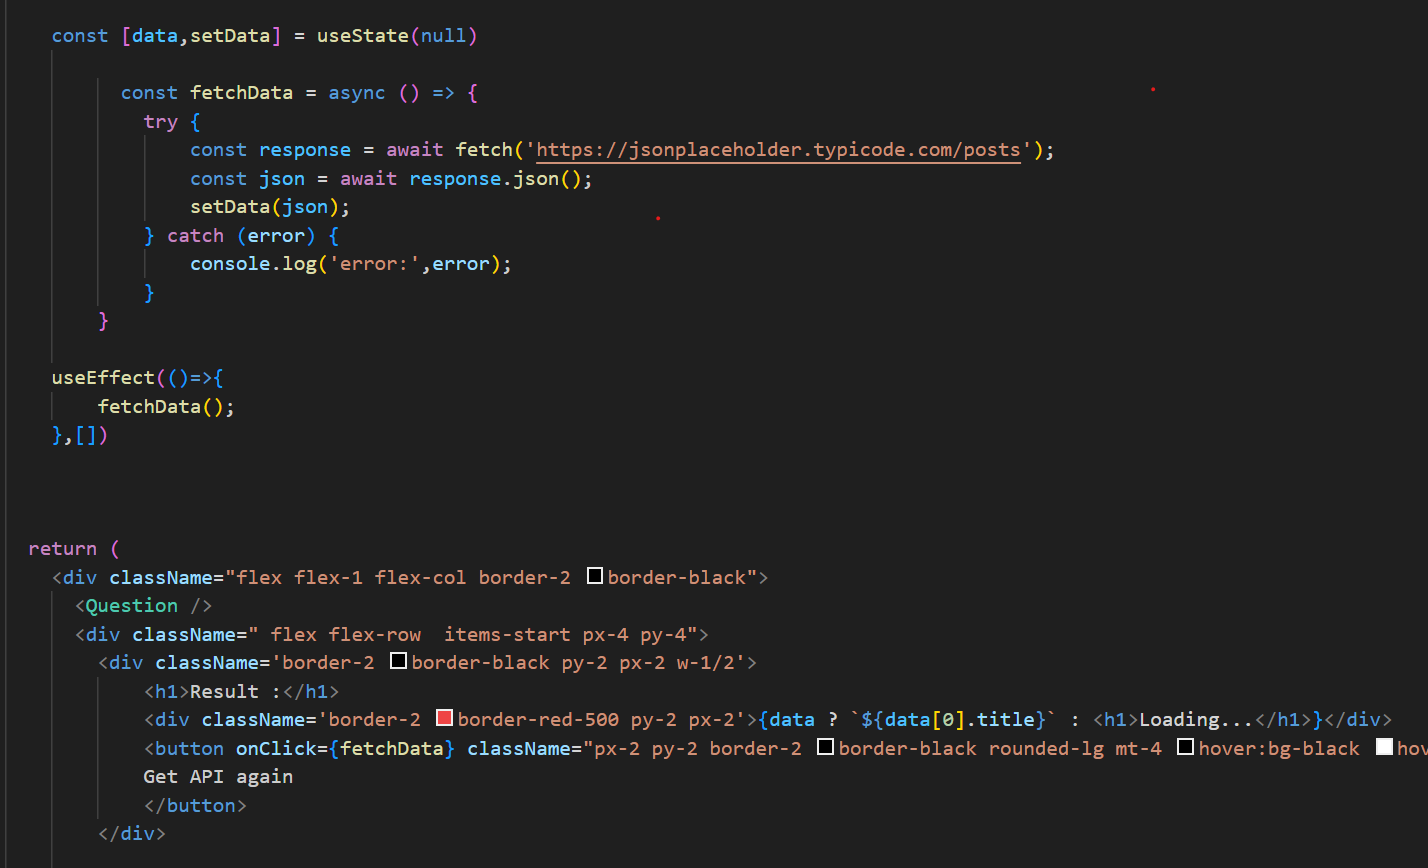 const [data,setData] = useState(null)
const fetchData = async () => {
try {
const response = await fetch('https://jsonplaceholder.typicode.com/posts');
const json = await response.json();
setData(json);
} catch (error) {
console.log('error:',error);
}
}
useEffect(()=>{
fetchData();
},[])
return (
<div className="flex flex-1 flex-col border-2 border-black">
<Question />
<div className=" flex flex-row  items-start px-4 py-4">
<div className='border-2 border-black py-2 px-2 w-1/2'>
<h1>Result :</h1>
<div className='border-2 border-red-500 py-2 px-2'>{data ? `${data[0].title}` : <h1>Loading...</h1>}</div>
<button onClick={fetchData} className="px-2 py-2 border-2 border-black rounded-lg mt-4 hover:bg-black hov
Get API again
</button>
</div>